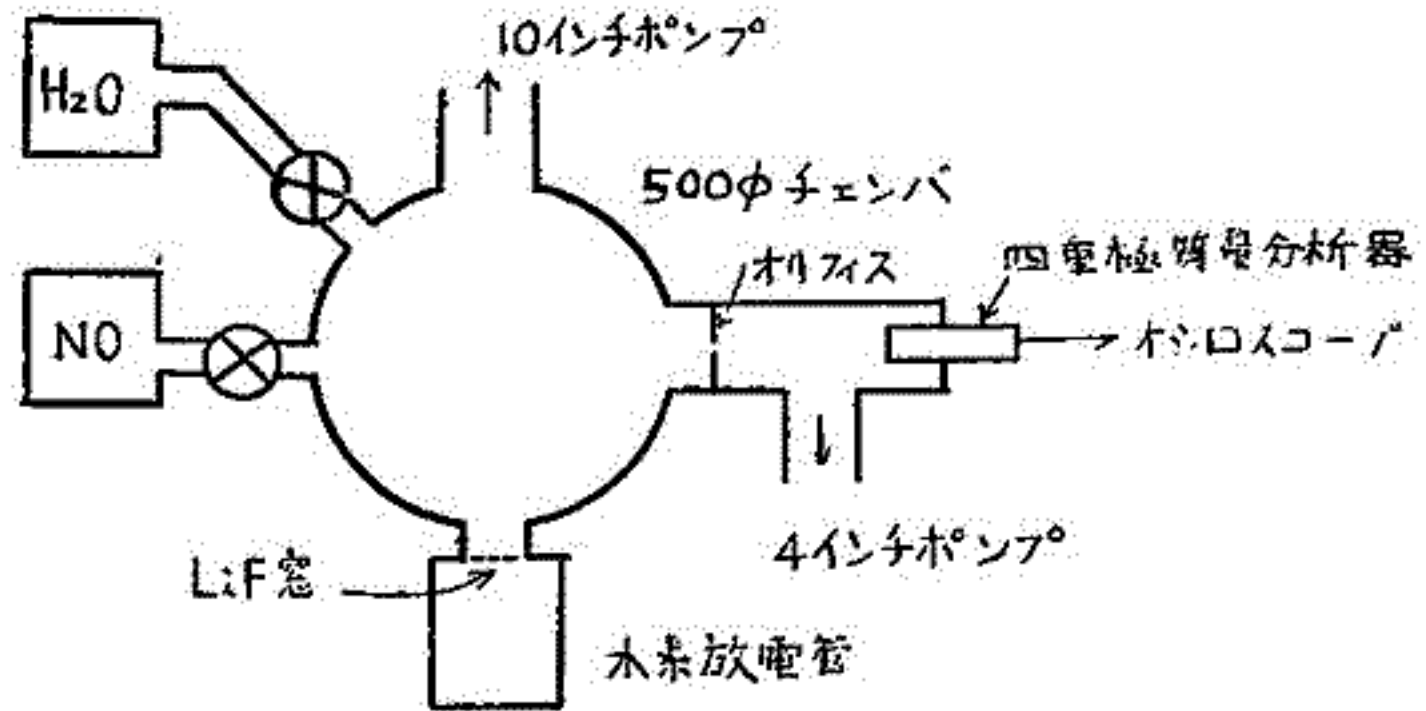 10インチポンプ
H₂O
500φチェンバ
オリフィス
四重極質量分析器
NO
オシロスコープ
4インチポンプ
LiF窓
水素放電管